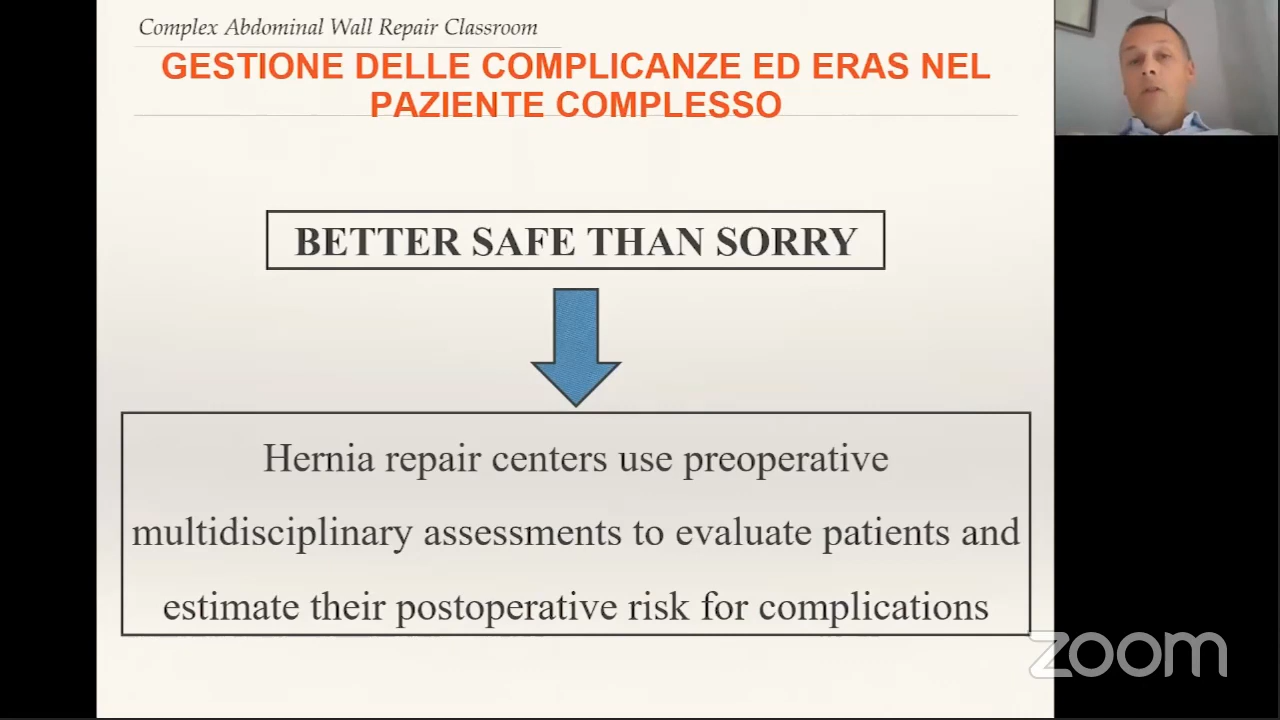 Complex Abdominal Wall Repair Classroom
GESTIONE DELLE COMPLICANZE ED ERAS NEL
PAZIENTE COMPLESSO
BETTER SAFE THAN SORRY
Hernia repair centers use preoperative
multidisciplinary assessments to evaluate patients and
estimate their postoperative risk for complications
zoom